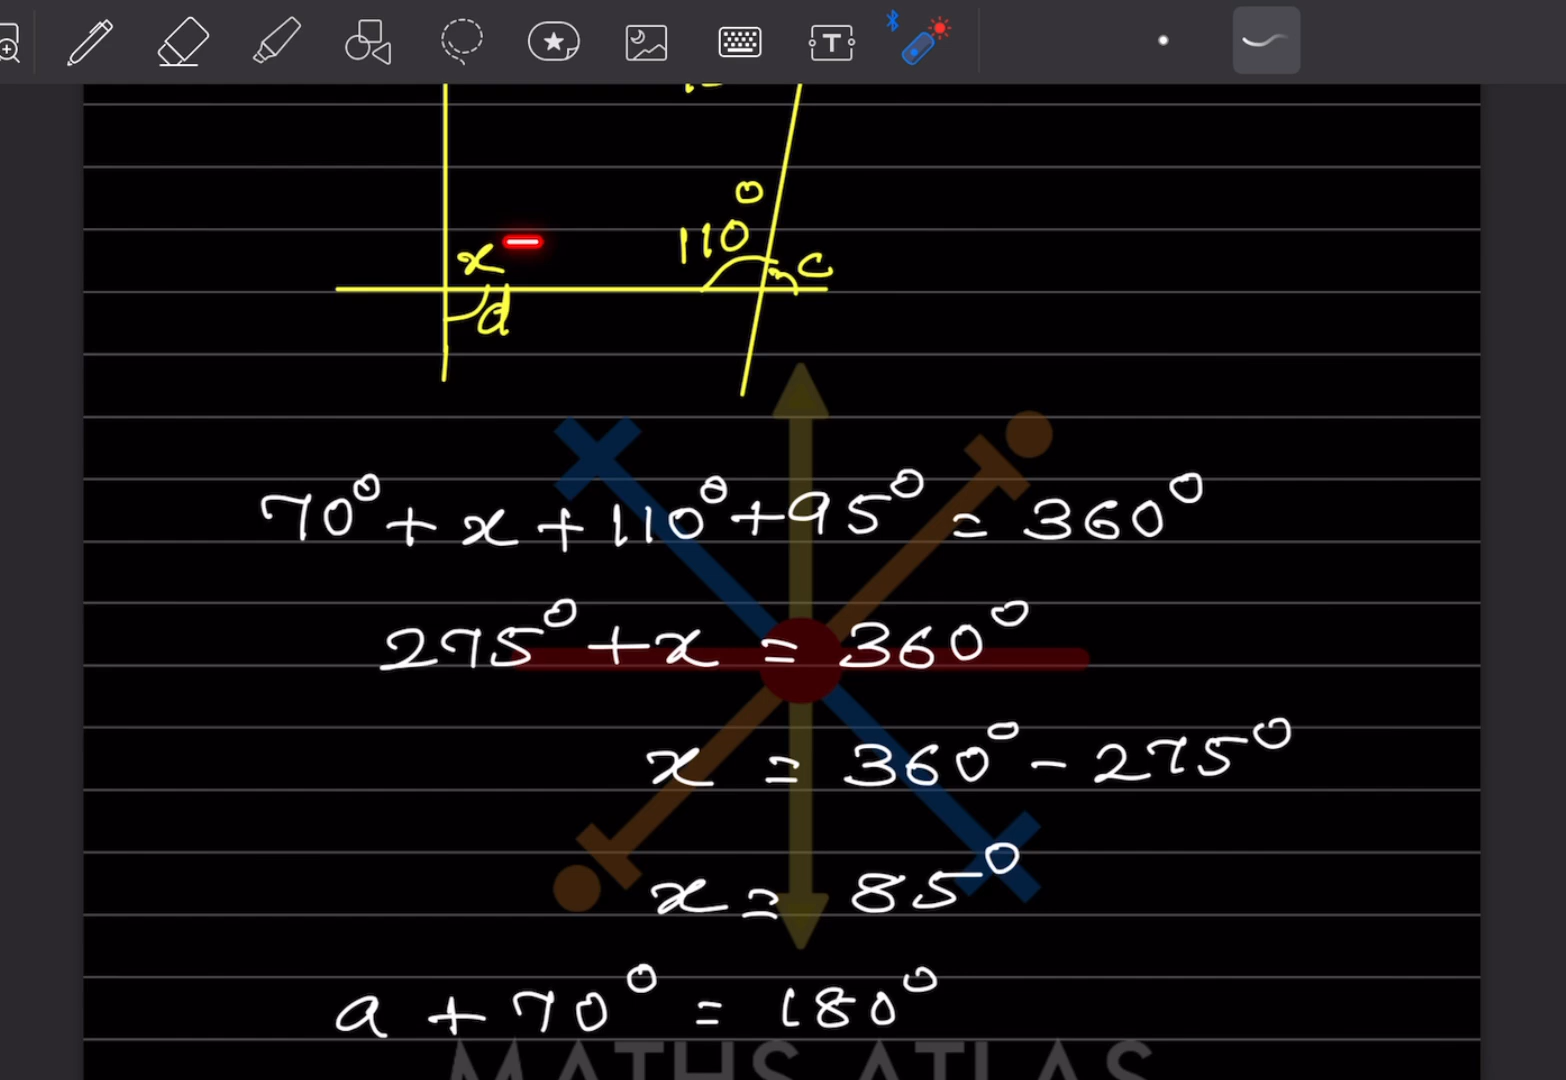 110°
x
c
d
70° + x + 110° + 95° = 360°
275° + x = 360°
x = 360° - 275°
x = 85°
a + 70° = 180°
MATHS ATLAS